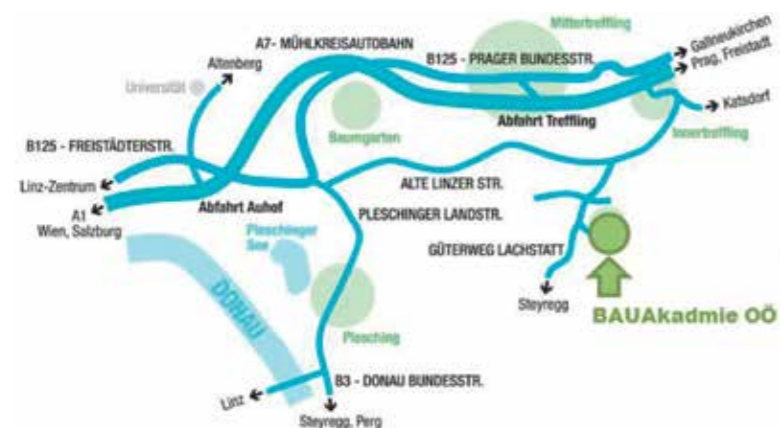 Mittertreffling
Gallneukirchen
A7- MÜHLKREISAUTOBAHN
B125 - PRAGER BUNDESSTR.
Prag, Freistadt
Altenberg
Universität
Katsdorf
Abfahrt Treffling
Baumgarten
Innertreffling
B125 - FREISTÄDTERSTR.
Linz-Zentrum
ALTE LINZER STR.
Abfahrt Auhof
A1
Wien, Salzburg
PLESCHINGER LANDSTR.
Pleschinger
See
GÜTERWEG LACHSTATT
DONAU
Steyregg
BAUAkadmie OÖ
Plesching
B3 - DONAU BUNDESSTR.
Linz
Steyregg, Perg